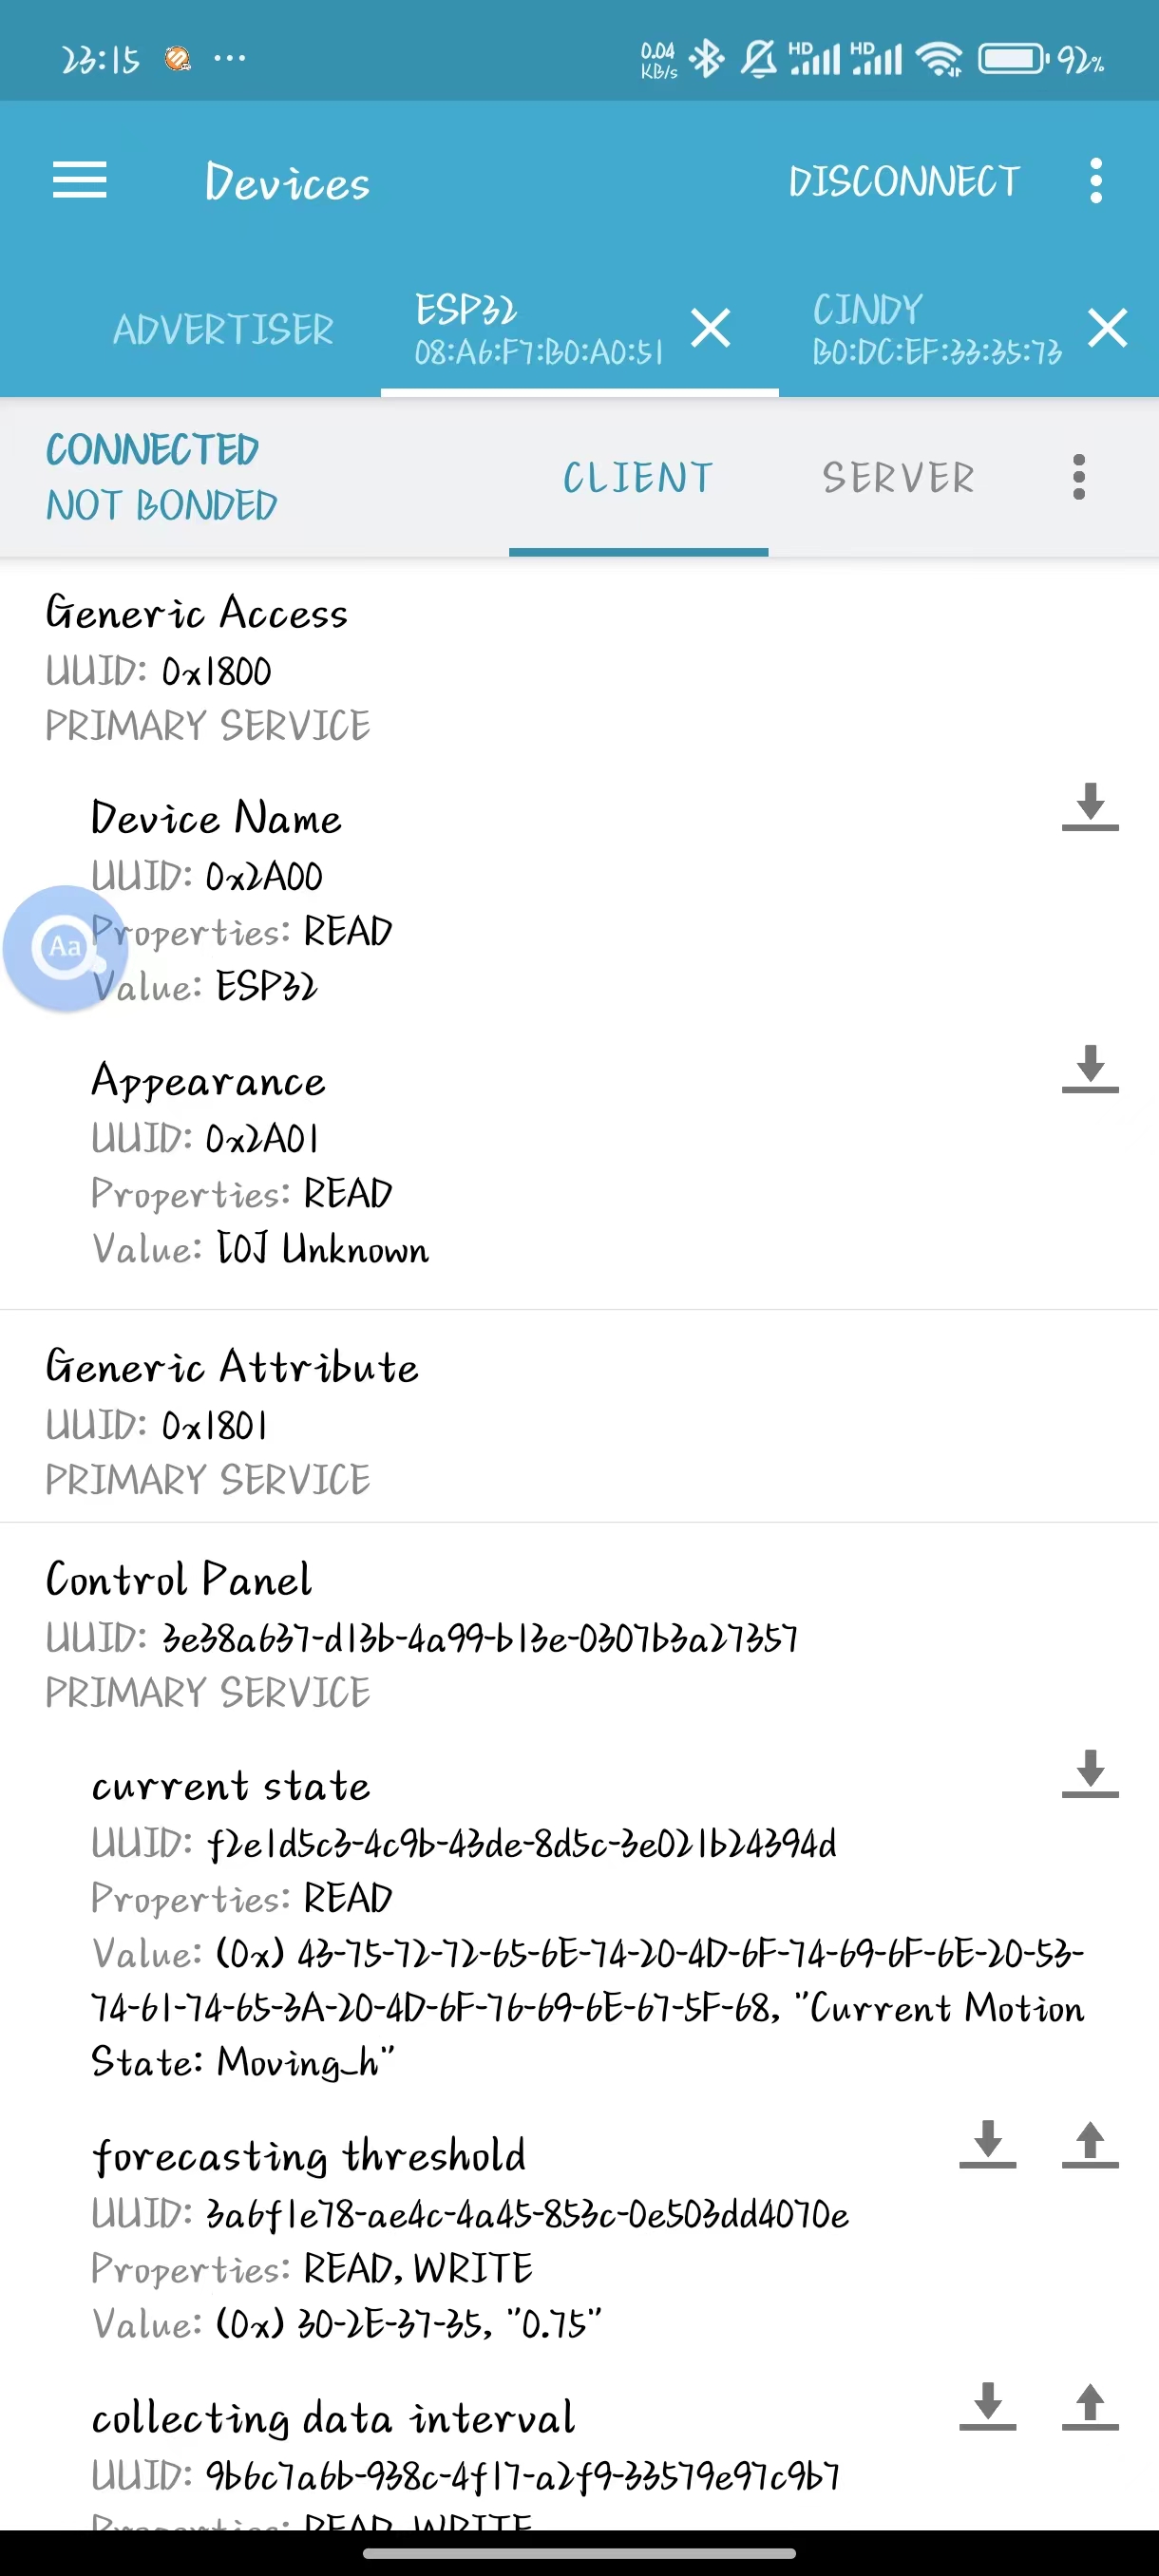 23:15 ... 0.04 KB/s HD HD 92%
Devices DISCONNECT
ADVERTISER
ESP32
08:A6:F7:B0:A0:51
CINDY
B0:DC:EF:33:35:73
CONNECTED
NOT BONDED
CLIENT SERVER
Generic Access
UUID: 0x1800
PRIMARY SERVICE
Device Name
UUID: 0x2A00
Aa
Properties: READ
Value: ESP32
Appearance
UUID: 0x2A01
Properties: READ
Value: [0] Unknown
Generic Attribute
UUID: 0x1801
PRIMARY SERVICE
Control Panel
UUID: 3e38a637-d13b-4a99-b13e-0307b3a27357
PRIMARY SERVICE
current state
UUID: f2e1d5c3-4c9b-43de-8d5c-3e021b24394d
Properties: READ
Value: (0x) 43-75-72-72-65-6E-74-20-4D-6F-74-69-6F-6E-20-53-
74-61-74-65-3A-20-4D-6F-76-69-6E-67-5F-68, "Current Motion
State: Moving_h"
forecasting threshold
UUID: 3a6f1e78-ae4c-4a45-853c-0e503dd4070e
Properties: READ, WRITE
Value: (0x) 30-2E-37-35, "0.75"
collecting data interval
UUID: 9b6c7a6b-938c-4f17-a2f9-33579e97c9b7
Properties: READ, WRITE